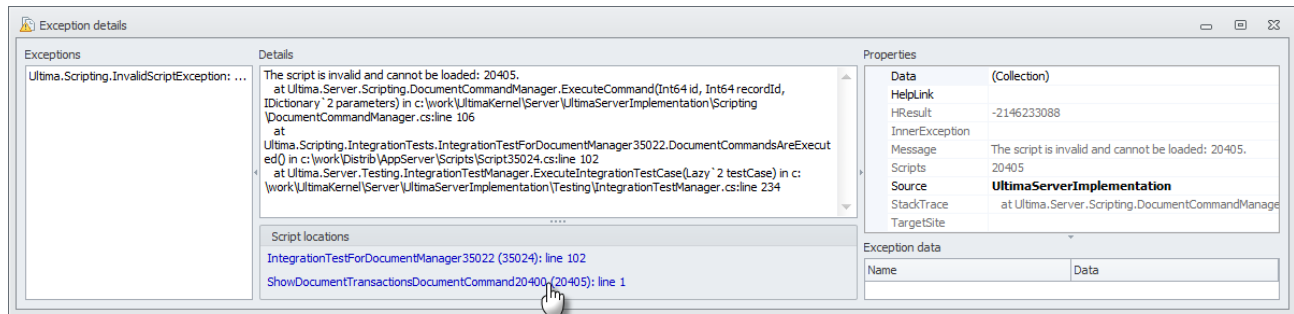 Exception details
Exceptions
Ultima.Scripting.InvalidScriptException: ...
Details
The script is invalid and cannot be loaded: 20405.
at Ultima.Server.Scripting.DocumentCommandManager.ExecuteCommand(Int64 id, Int64 recordId,
IDictionary`2 parameters) in c:\work\UltimaKernel\Server\UltimaServerImplementation\Scripting
\DocumentCommandManager.cs:line 106
at
Ultima.Scripting.IntegrationTests.IntegrationTestForDocumentManager35022.DocumentCommandsAreExecut
ed() in c:\work\Distrib\AppServer\Scripts\Script35024.cs:line 102
at Ultima.Server.Testing.IntegrationTestManager.ExecuteIntegrationTestCase(Lazy`2 testCase) in c:
\work\UltimaKernel\Server\UltimaServerImplementation\Testing\IntegrationTestManager.cs:line 234
Script locations
IntegrationTestForDocumentManager35022 (35024): line 102
ShowDocumentTransactionsDocumentCommand20400 (20405): line 1
Properties
Data (Collection)
HelpLink
HResult -2146233088
InnerException
Message The script is invalid and cannot be loaded: 20405.
Scripts 20405
Source UltimaServerImplementation
StackTrace at Ultima.Server.Scripting.DocumentCommandManage
TargetSite
Exception data
Name Data